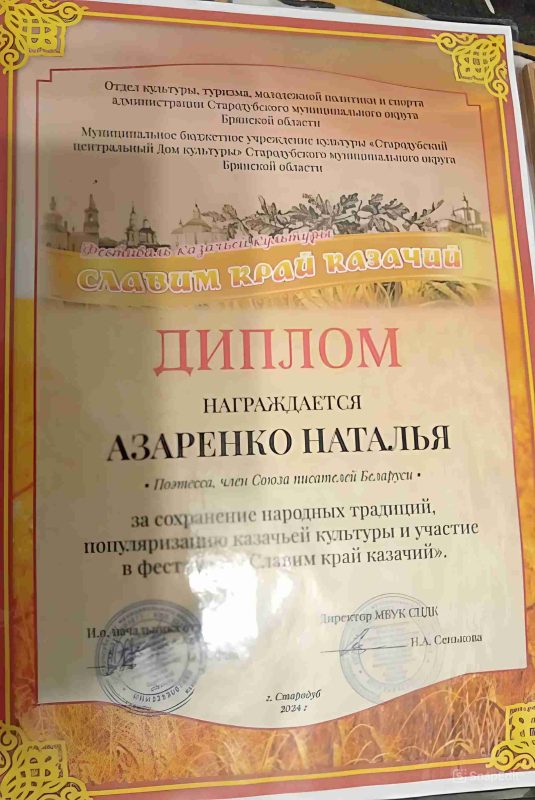 Отдел культуры, туризма, молодежной политики и спорта
администрации Стародубского муниципального округа
Брянской области
Муниципальное бюджетное учреждение культуры «Стародубский
центральный Дом культуры» Стародубского муниципального округа
Брянской области
Фестиваль казачьей культуры
СЛАВИМ КРАЙ КАЗАЧИЙ
ДИПЛОМ
НАГРАЖДАЕТСЯ
АЗАРЕНКО НАТАЛЬЯ
• Поэтесса, член Союза писателей Беларуси •
за сохранение народных традиций,
популяризацию казачьей культуры и участие
в Славим край казачий».
Директор МБУК СЦДК
И.о. начальника
Н.А. Сенькова
г. Стародуб
2024 г
SnapEdit